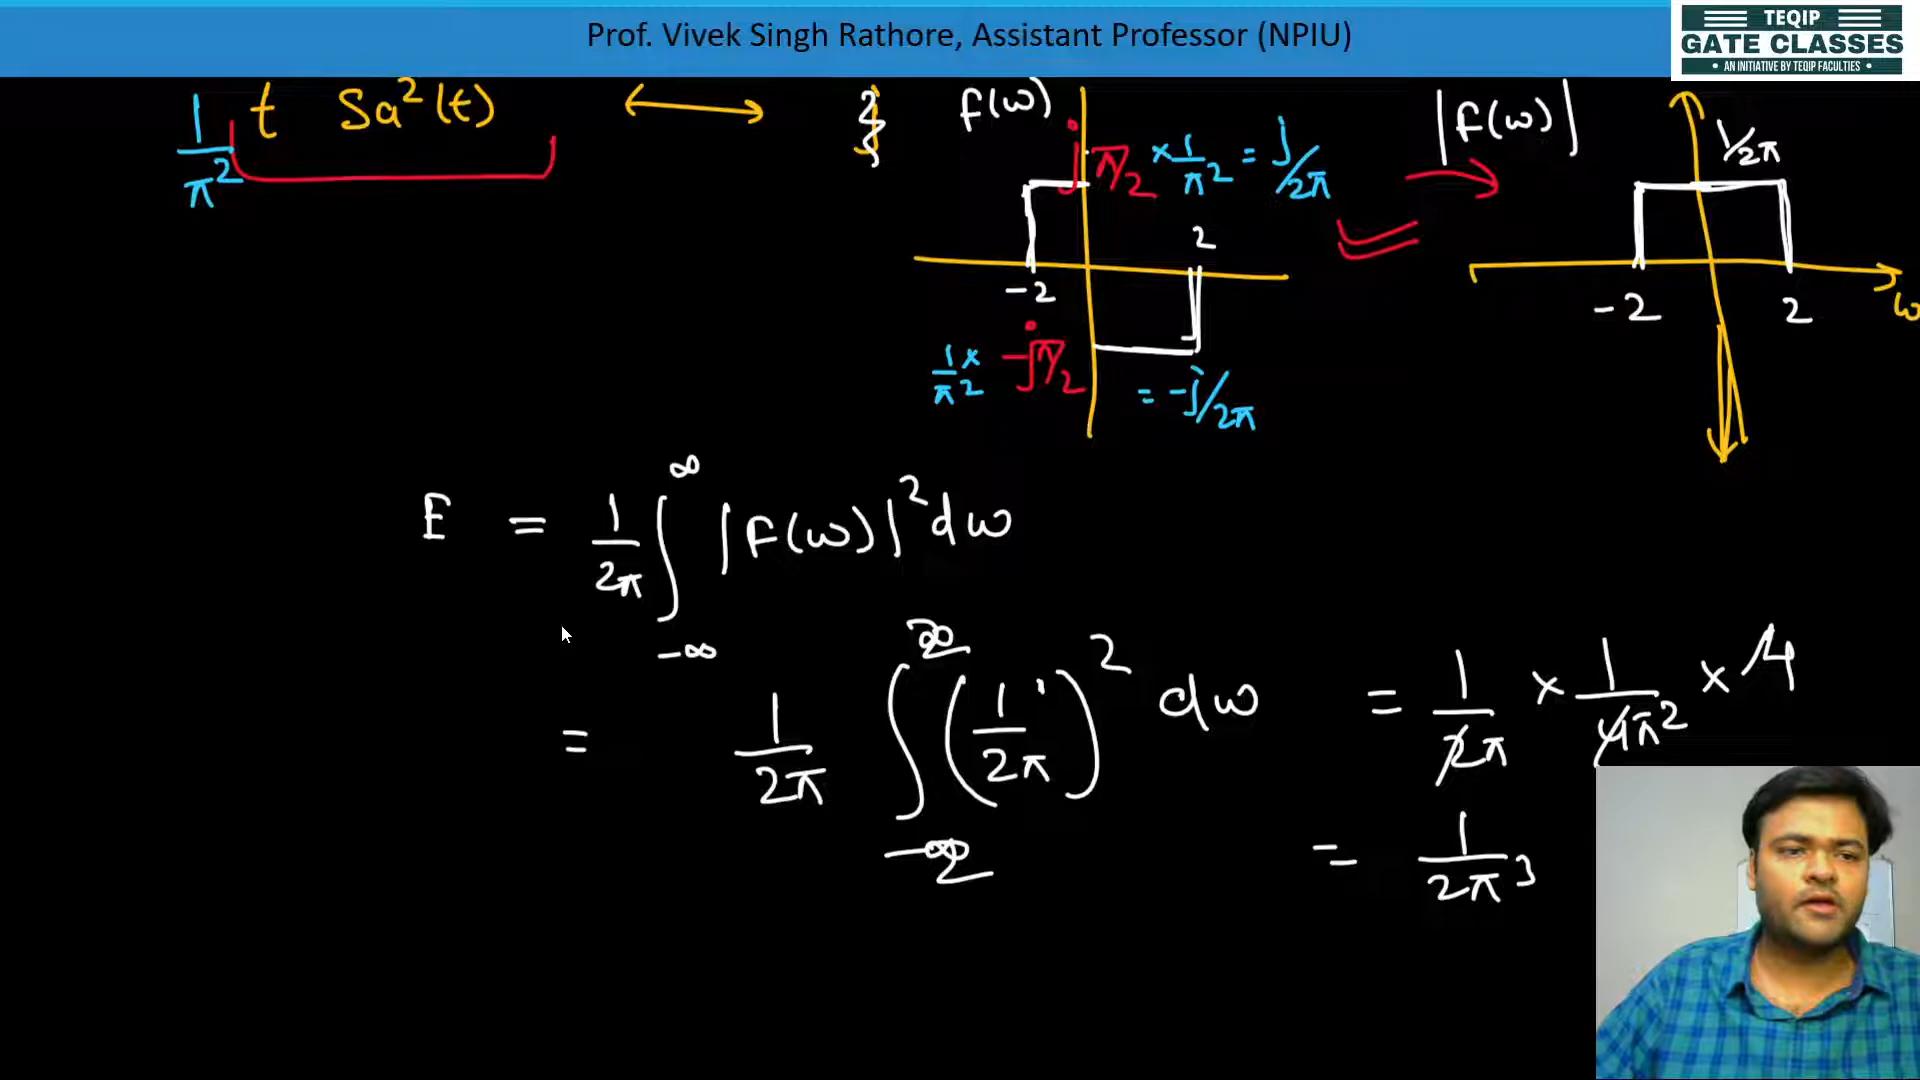 Prof. Vivek Singh Rathore, Assistant Professor (NPIU)
TEQIP
GATE CLASSES
• AN INITIATIVE BY TEQIP FACULTIES •
1/π² t Sa²(t) ⟷ F(ω)
jπ/2 × 1/π² = j/2π
|F(ω)|
1/2π
-2 2
-2 2 ω
1/π² × -jπ/2 = -j/2π
E = 1/2π ∫_{-∞}^{∞} |F(ω)|² dω
= 1/2π ∫_{-2}^{2} (1/2π)² dω = 1/2π × 1/4π² × 4
= 1/2π³